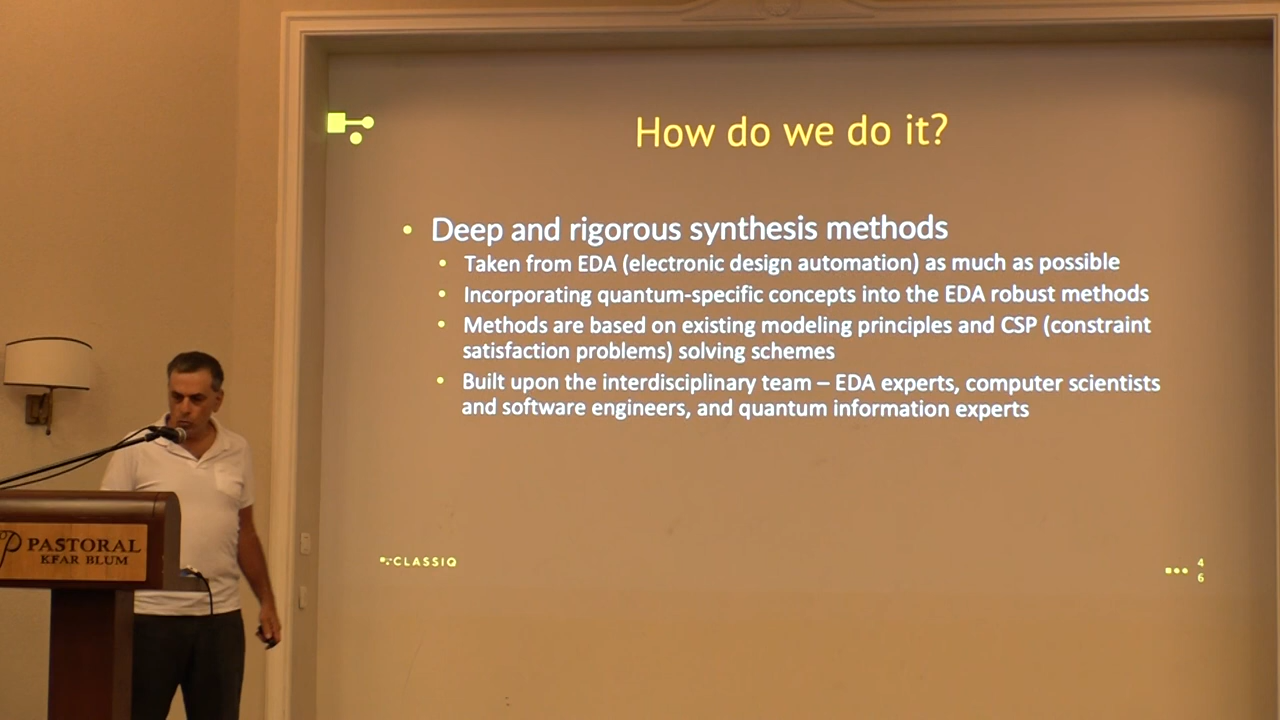 How do we do it?
• Deep and rigorous synthesis methods
• Taken from EDA (electronic design automation) as much as possible
• Incorporating quantum-specific concepts into the EDA robust methods
• Methods are based on existing modeling principles and CSP (constraint
satisfaction problems) solving schemes
• Built upon the interdisciplinary team – EDA experts, computer scientists
and software engineers, and quantum information experts
PASTORAL
KFAR BLUM
CLASSIQ
4
6